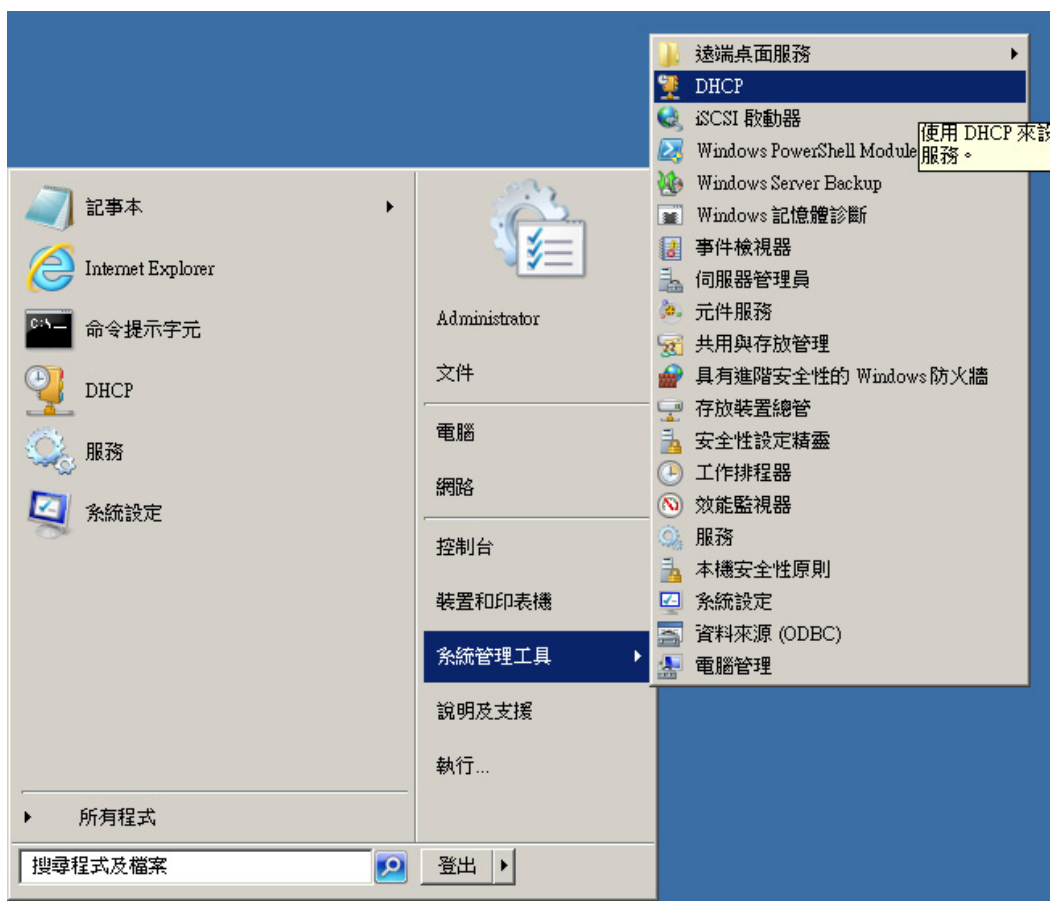 記事本
Internet Explorer
命令提示字元
DHCP
服務
系統設定
所有程式
搜尋程式及檔案
Administrator
文件
電腦
網路
控制台
裝置和印表機
系統管理工具
說明及支援
執行...
登出
遠端桌面服務
DHCP
iSCSI 啟動器
Windows PowerShell Module
Windows Server Backup
Windows 記憶體診斷
事件檢視器
伺服器管理員
元件服務
共用與存放管理
具有進階安全性的 Windows 防火牆
存放裝置總管
安全性設定精靈
工作排程器
效能監視器
服務
本機安全性原則
系統設定
資料來源 (ODBC)
電腦管理
使用 DHCP 來設
服務。